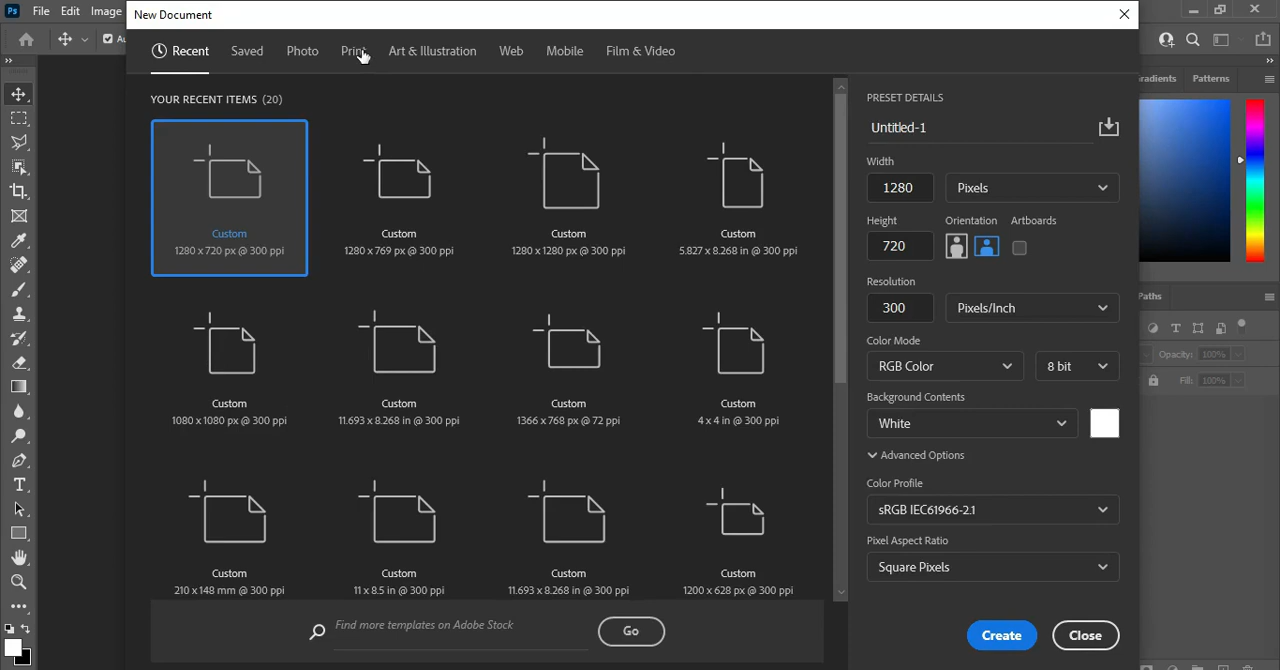 Ps File Edit Image
New Document
Recent Saved Photo Print Art & Illustration Web Mobile Film & Video
YOUR RECENT ITEMS (20)
Custom
1280 x 720 px @ 300 ppi
Custom
1280 x 769 px @ 300 ppi
Custom
1280 x 1280 px @ 300 ppi
Custom
5.827 x 8.268 in @ 300 ppi
Custom
1080 x 1080 px @ 300 ppi
Custom
11.693 x 8.268 in @ 300 ppi
Custom
1366 x 768 px @ 72 ppi
Custom
4 x 4 in @ 300 ppi
Custom
210 x 148 mm @ 300 ppi
Custom
11 x 8.5 in @ 300 ppi
Custom
11.693 x 8.268 in @ 300 ppi
Custom
1200 x 628 px @ 300 ppi
Find more templates on Adobe Stock
Go
PRESET DETAILS
Untitled-1
Width
1280 Pixels
Height Orientation Artboards
720
Resolution
300 Pixels/Inch
Color Mode
RGB Color 8 bit
Background Contents
White
Advanced Options
Color Profile
sRGB IEC61966-2.1
Pixel Aspect Ratio
Square Pixels
Create Close
Patterns
Opacity: 100%
Fill: 100%